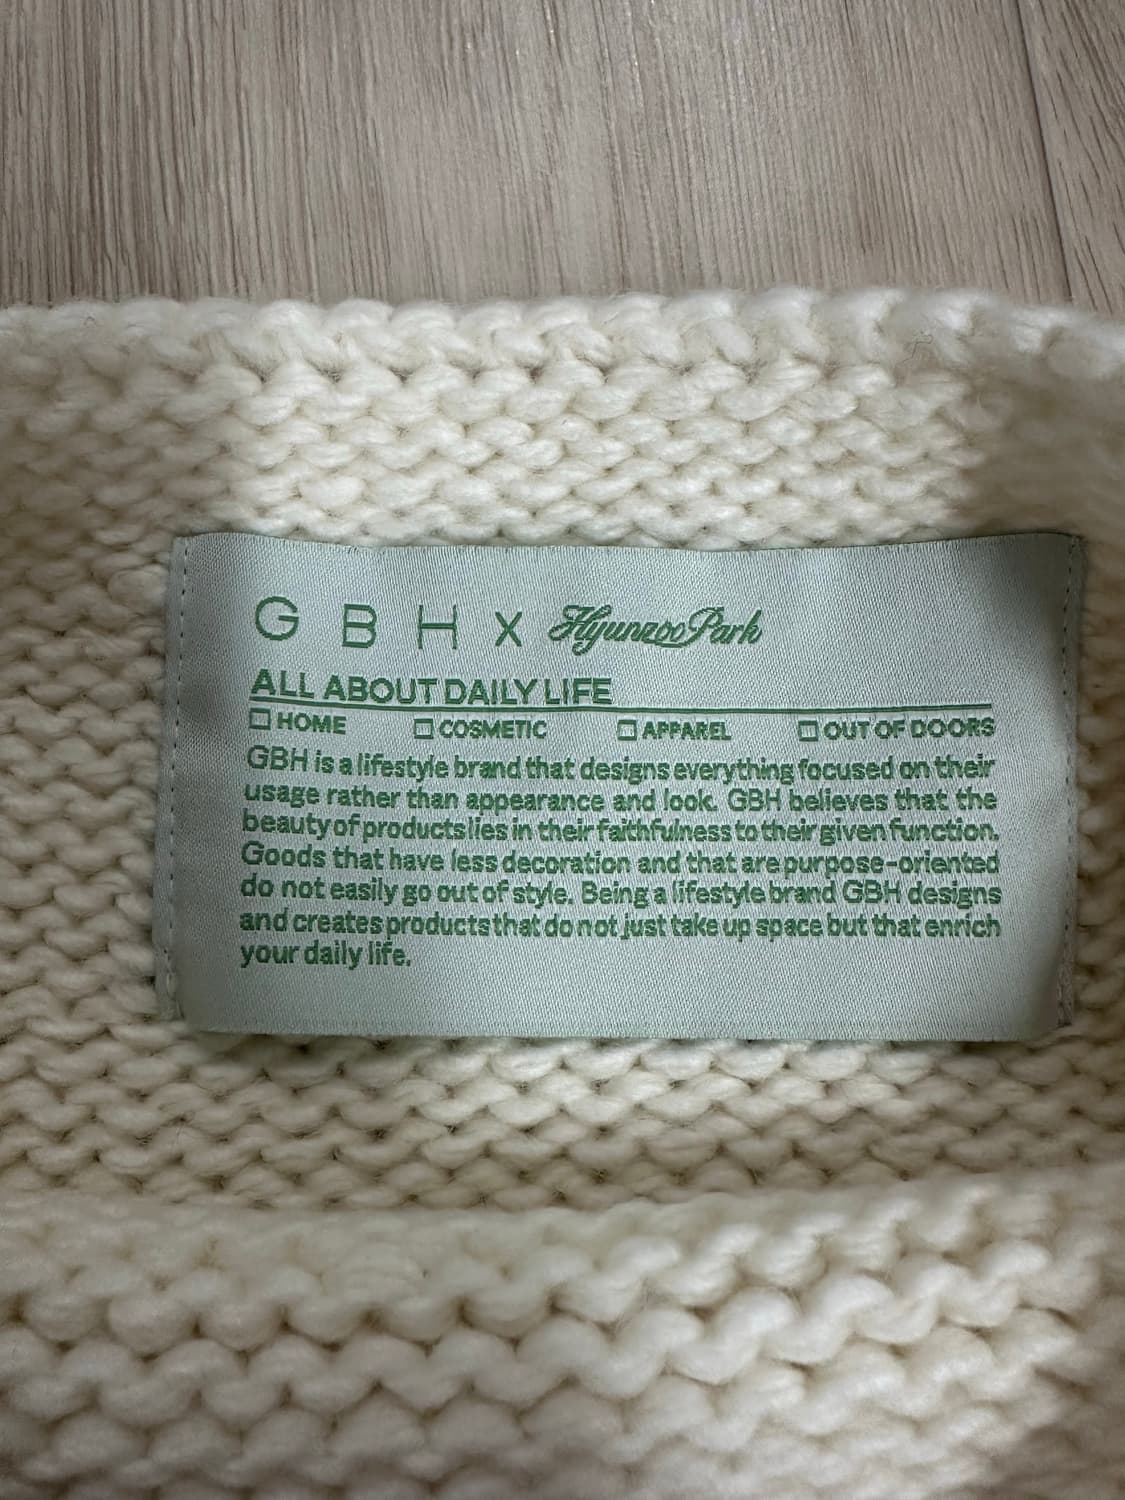 G B H x Hyunzoo Park
ALL ABOUT DAILY LIFE
☐ HOME ☐ COSMETIC ☐ APPAREL ☐ OUT OF DOORS
GBH is a lifestyle brand that designs everything focused on their
usage rather than appearance and look. GBH believes that the
beauty of products lies in their faithfulness to their given function.
Goods that have less decoration and that are purpose-oriented
do not easily go out of style. Being a lifestyle brand GBH designs
and creates products that do not just take up space but that enrich
your daily life.